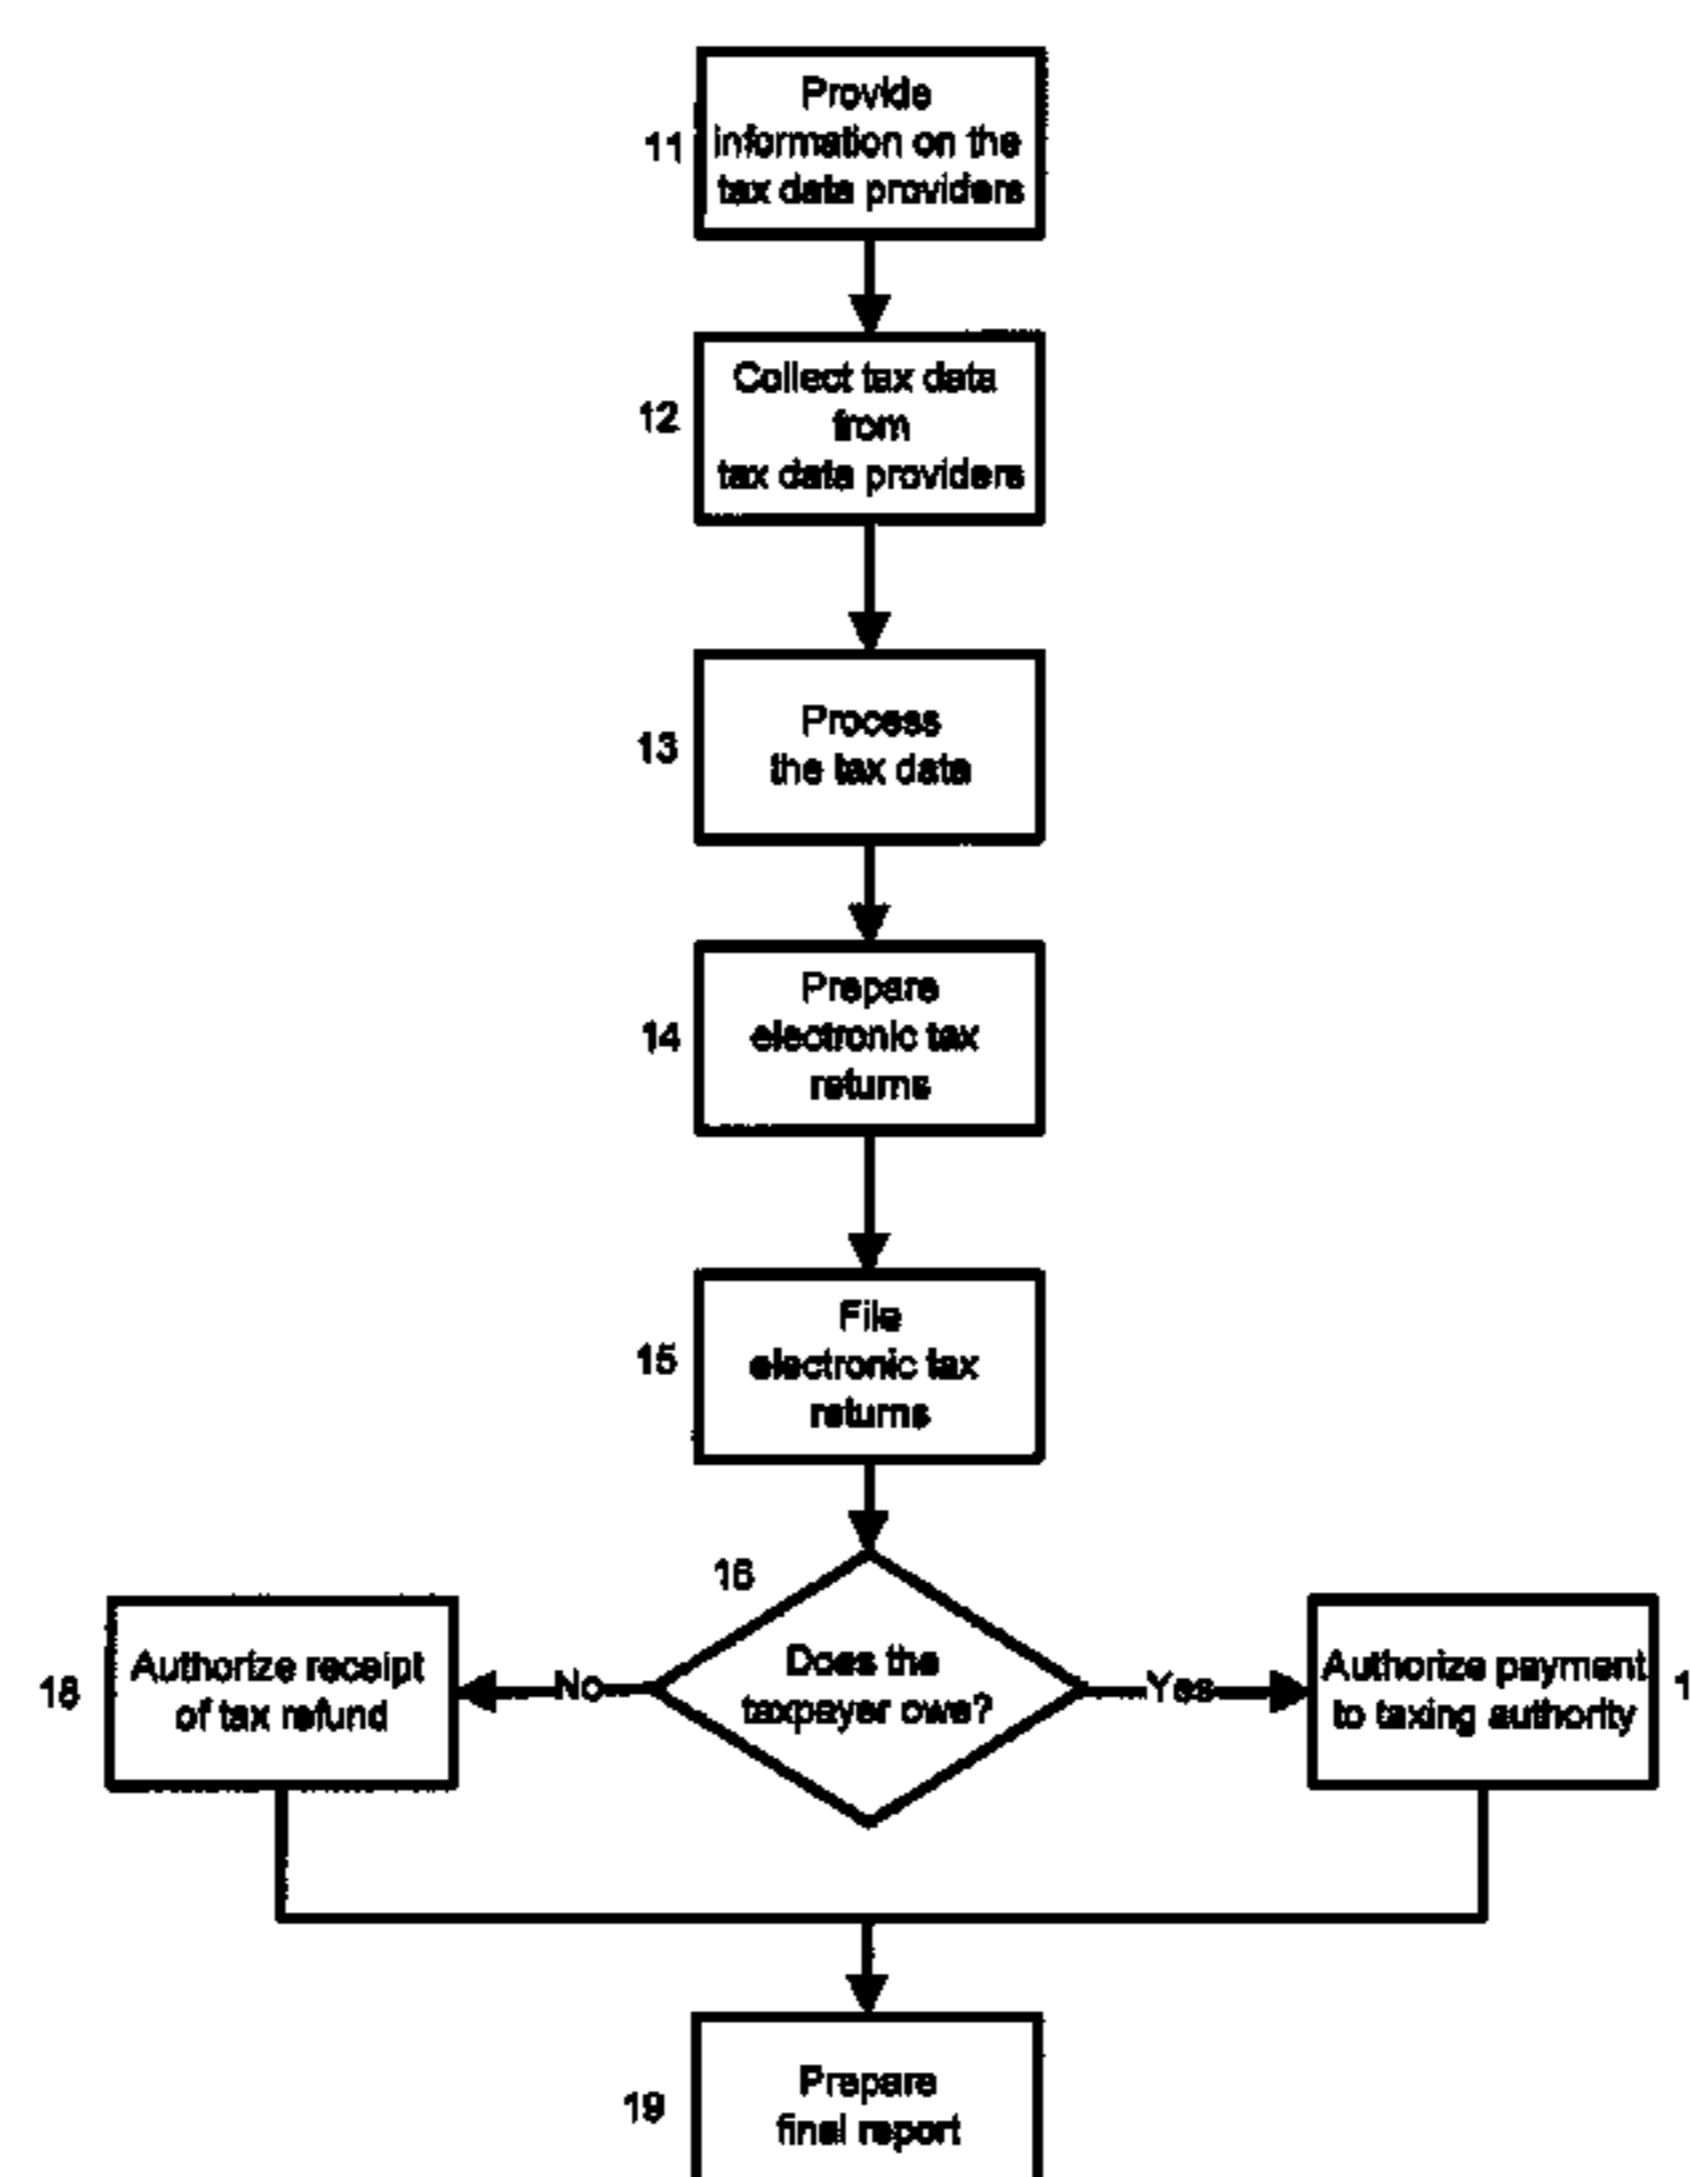 Provide
11 information on the
tax data providers
Collect tax data
12 from
tax data providers
Process
13 the tax data
Prepare
14 electronic tax
returns
File
15 electronic tax
returns
16
Does the
taxpayer owe?
No
Yes
18 Authorize receipt
of tax refund
Authorize payment 1
to taxing authority
Prepare
19 final report